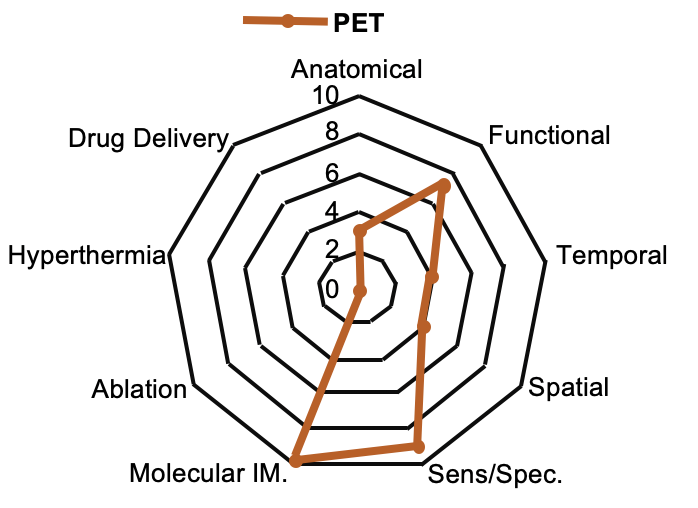 PET
Anatomical
10
Drug Delivery
8
Functional
6
4
Hyperthermia
2
Temporal
0
Ablation
Spatial
Molecular IM.
Sens/Spec.